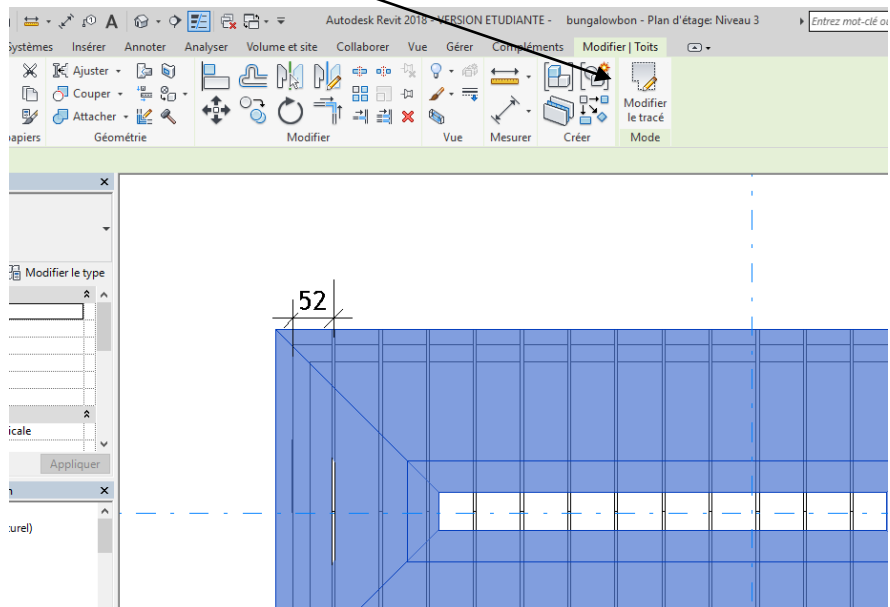 Autodesk Revit 2018 - VERSION ETUDIANTE - bungalowbon - Plan d'étage: Niveau 3
Entrez mot-clé ou
Systèmes Insérer Annoter Analyser Volume et site Collaborer Vue Gérer Compléments Modifier | Toits
Ajuster
Couper
Attacher
Modifier
le tracé
papiers Géométrie Modifier Vue Mesurer Créer Mode
Modifier le type
icale
Appliquer
urel)
52